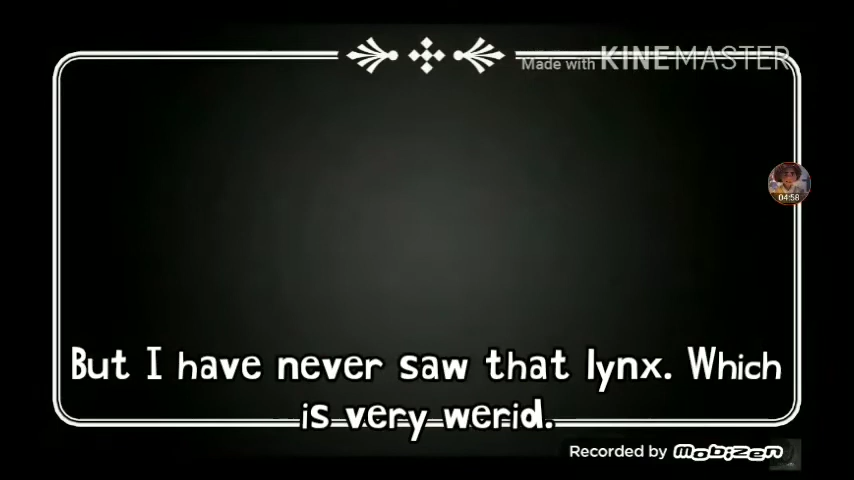 Made with KINEMASTER
04:58
But I have never saw that lynx. Which
is very werid.
Recorded by mobizen